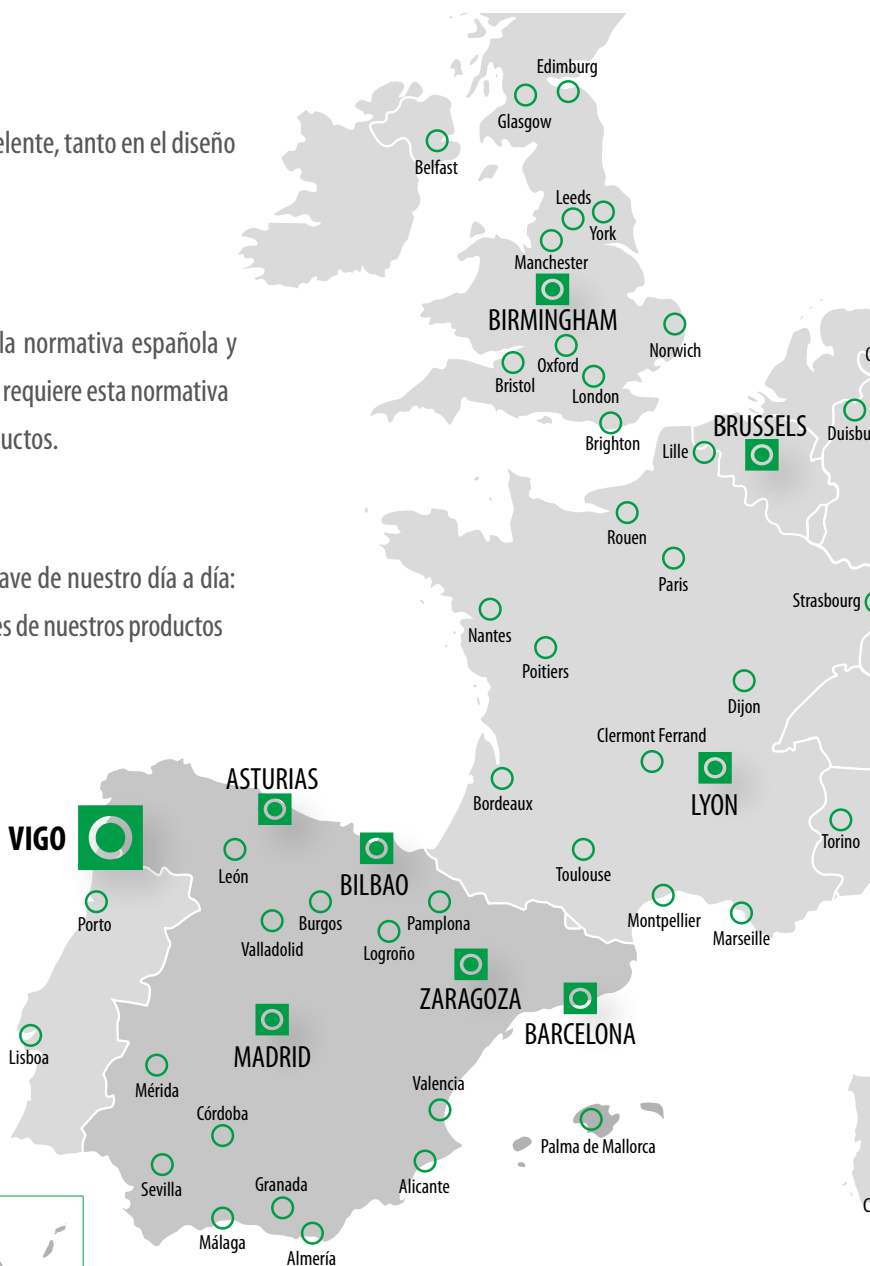 elente, tanto en el diseño
la normativa española y
requiere esta normativa
uctos.
ave de nuestro día a día:
es de nuestros productos
Edimburg
Glasgow
Belfast
Leeds
York
Manchester
BIRMINGHAM
Norwich
Oxford
Bristol
London
Brighton
BRUSSELS
Duisbu
Lille
Rouen
Paris
Strasbourg
Nantes
Poitiers
Dijon
Clermont Ferrand
LYON
Bordeaux
Torino
Toulouse
Montpellier
Marseille
ASTURIAS
VIGO
León
BILBAO
Porto
Burgos
Pamplona
Valladolid
Logroño
ZARAGOZA
BARCELONA
MADRID
Lisboa
Mérida
Valencia
Córdoba
Palma de Mallorca
Sevilla
Granada
Alicante
Málaga
Almería